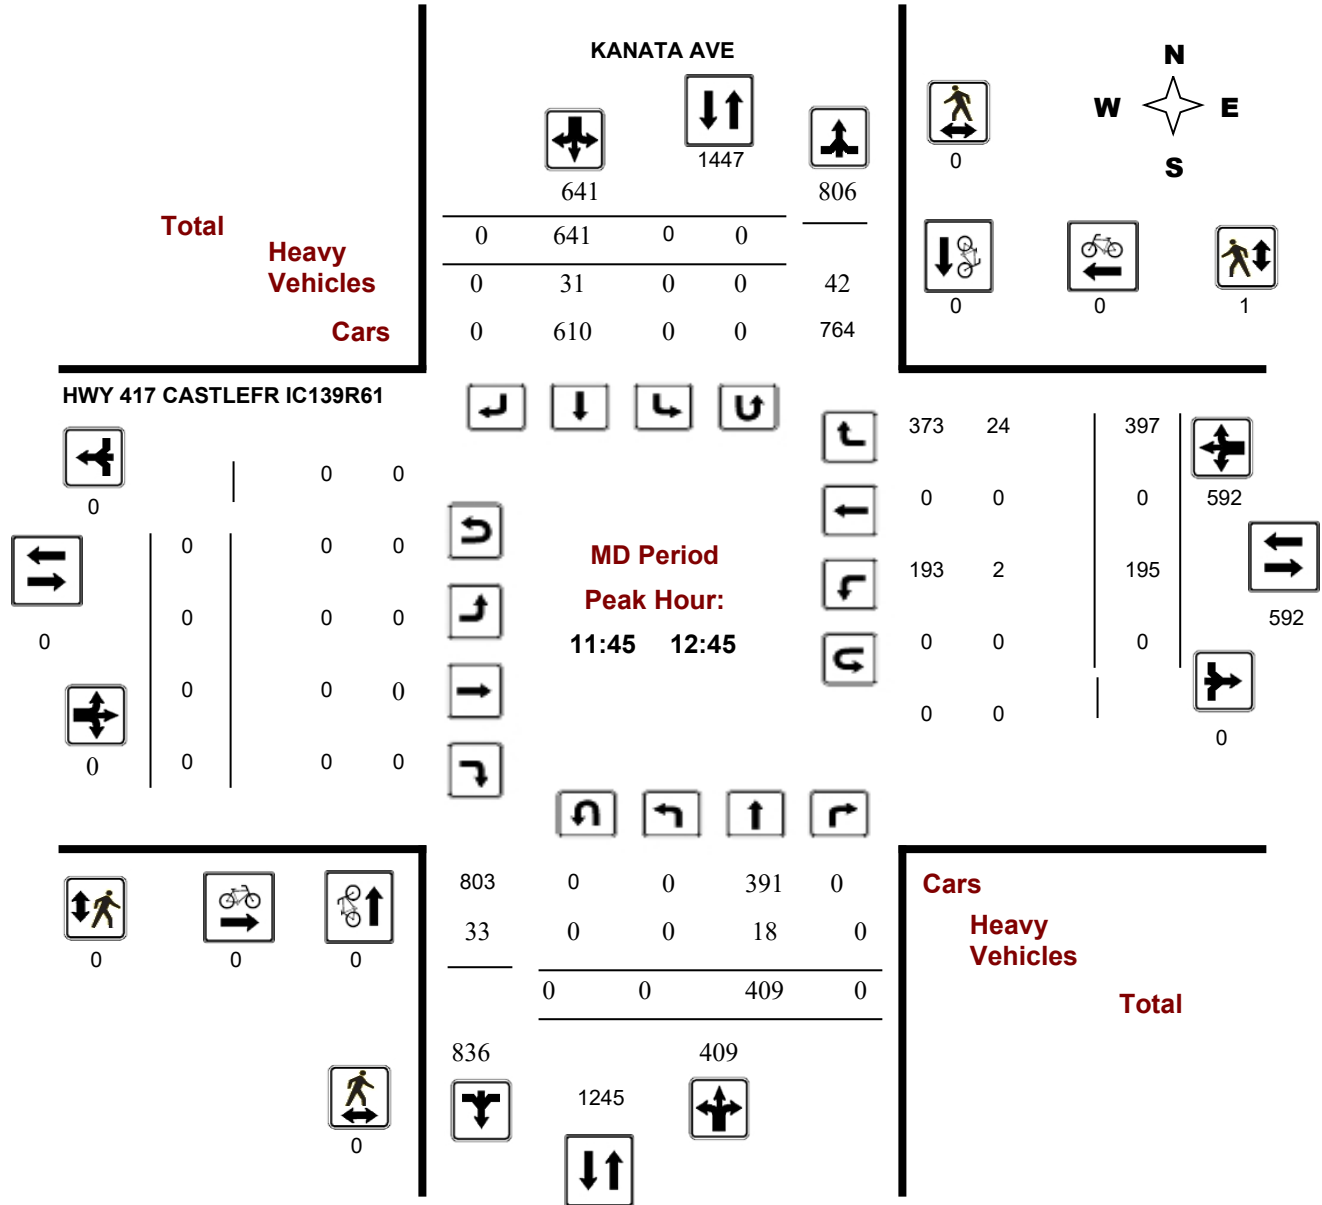 KANATA AVE
N
W E
S
1447
0
641 806
Total
0 641 0 0
Heavy
Vehicles
0 31 0 0 42
Cars
0 610 0 0 764
0 0 1
HWY 417 CASTLEFR IC139R61
373 24 397
0 0
0
0 0 0 592
0 0 0
MD Period
193 2 195
Peak Hour:
0 0 0
592
0
11:45 12:45
0 0 0
0 0 0
0 0
0
0 0 0 0
803 0 0 391 0
Cars
33 0 0 18 0
Heavy
Vehicles
0 0 0
0 0 409 0
Total
836 409
1245
0